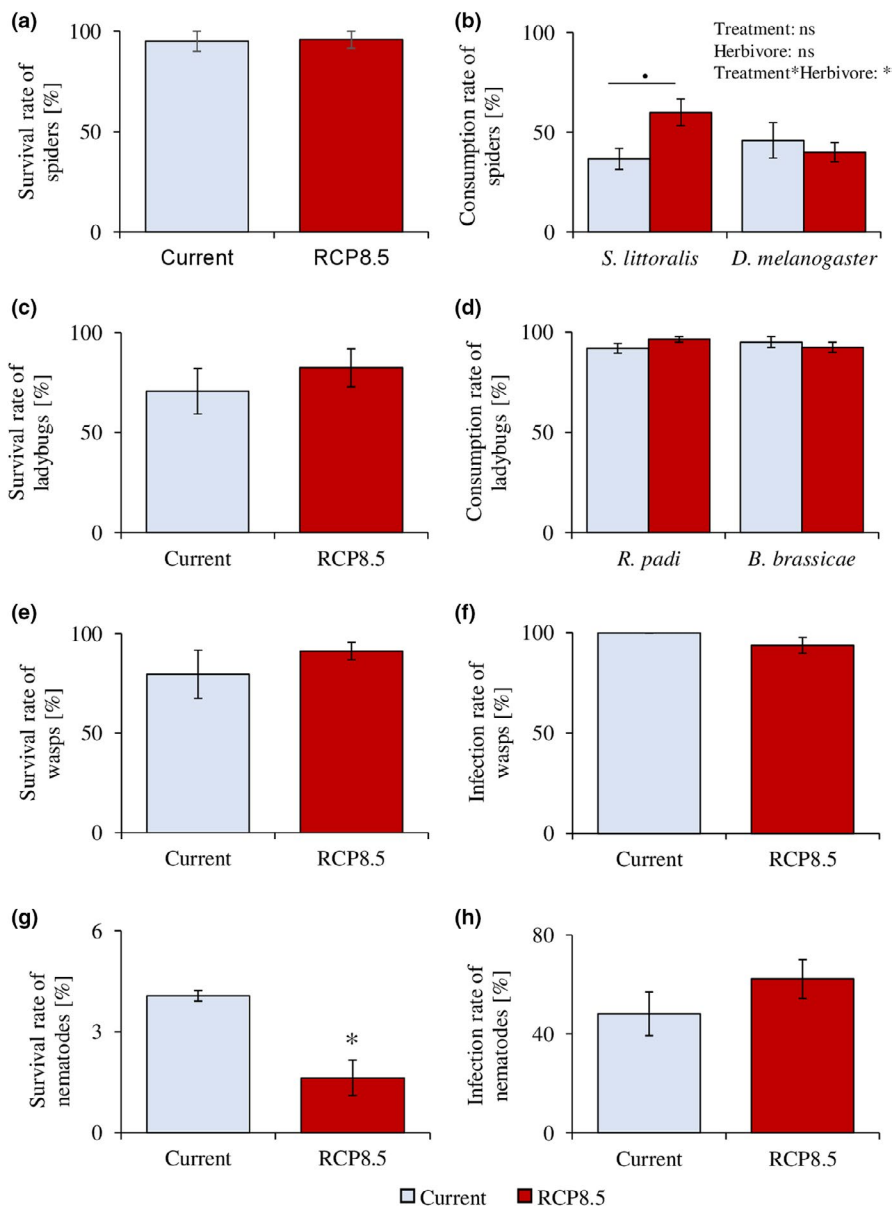 (a)
Survival rate of
spiders [%]
100
50
0
Current
RCP8.5
(b)
Consumption rate of
spiders [%]
100
50
0
Treatment: ns
Herbivore: ns
Treatment*Herbivore: *
•
S. littoralis
D. melanogaster
(c)
Survival rate of
ladybugs [%]
100
50
0
Current
RCP8.5
(d)
Consumption rate of
ladybugs [%]
100
50
0
R. padi
B. brassicae
(e)
Survival rate of
wasps [%]
100
50
0
Current
RCP8.5
(f)
Infection rate of
wasps [%]
100
50
0
Current
RCP8.5
(g)
Survival rate of
nematodes [%]
6
3
0
*
Current
RCP8.5
(h)
Infection rate of
nematodes [%]
80
40
0
Current
RCP8.5
Current RCP8.5